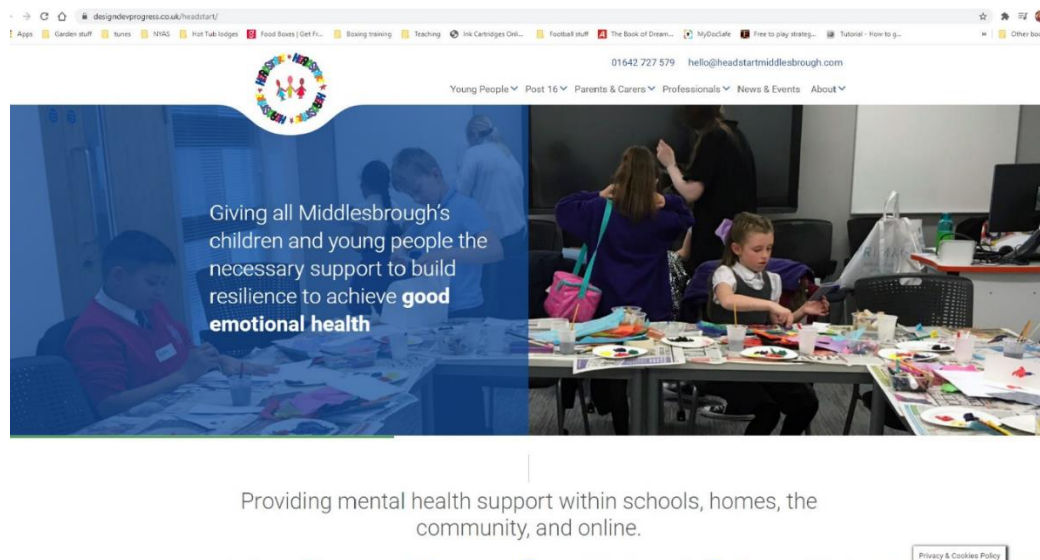 designdevprogress.co.uk/headstart/
Apps Garden stuff tunes NYAS Hot Tub lodges Food Boxes | Get Fr... Boxing training Teaching Ink Cartridges Onli... Football stuff The Book of Dream... MyDocSafe Free to play strateg... Tutorial - How to g... » Other boo
HEADSTART HEADSTART HEADSTART
01642 727 579 hello@headstartmiddlesbrough.com
Young People Post 16 Parents & Carers Professionals News & Events About
Giving all Middlesbrough's
children and young people the
necessary support to build
resilience to achieve good
emotional health
Providing mental health support within schools, homes, the
community, and online.
Privacy & Cookies Policy